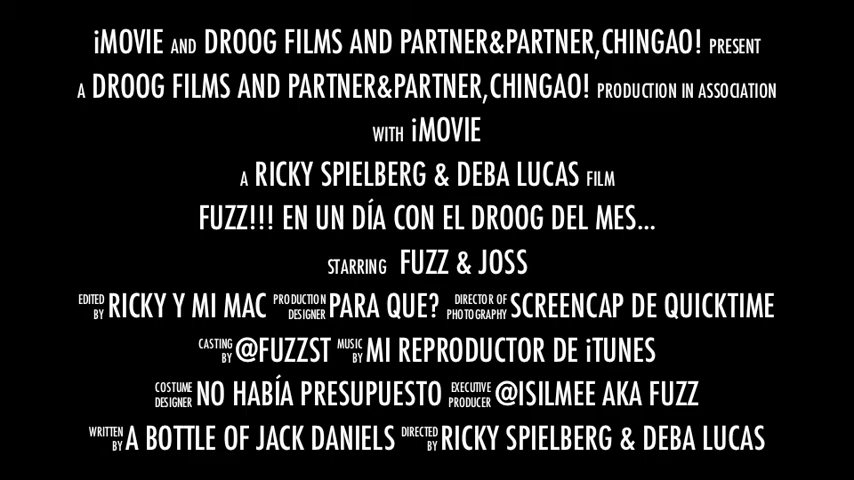 iMOVIE AND DROOG FILMS AND PARTNER&PARTNER,CHINGAO! PRESENT
A DROOG FILMS AND PARTNER&PARTNER,CHINGAO! PRODUCTION IN ASSOCIATION
WITH iMOVIE
A RICKY SPIELBERG & DEBA LUCAS FILM
FUZZ!!! EN UN DÍA CON EL DROOG DEL MES...
STARRING FUZZ & JOSS
EDITED BY RICKY Y MI MAC PRODUCTION DESIGNER PARA QUE? DIRECTOR OF PHOTOGRAPHY SCREENCAP DE QUICKTIME
CASTING BY @FUZZST MUSIC BY MI REPRODUCTOR DE iTUNES
COSTUME DESIGNER NO HABÍA PRESUPUESTO EXECUTIVE PRODUCER @ISILMEE AKA FUZZ
WRITTEN BY A BOTTLE OF JACK DANIELS DIRECTED BY RICKY SPIELBERG & DEBA LUCAS